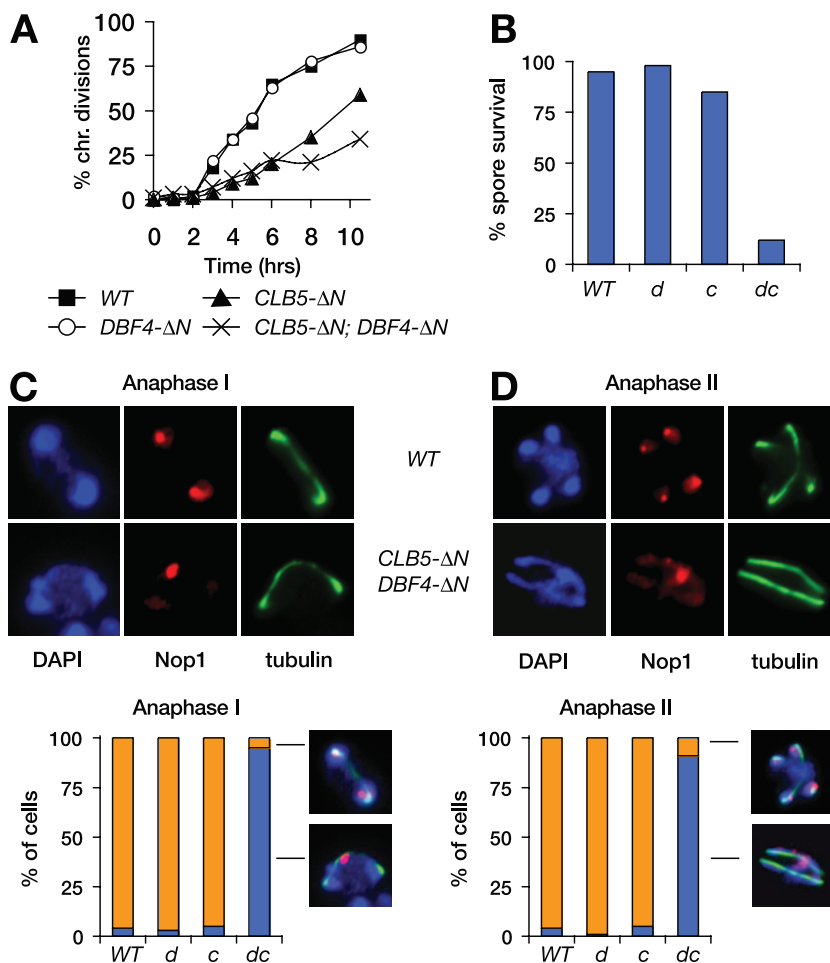 A
% chr. divisions
100
75
50
25
0
0 2 4 6 8 10
Time (hrs)
WT
CLB5-ΔN
DBF4-ΔN
CLB5-ΔN; DBF4-ΔN
B
% spore survival
100
75
50
25
0
WT d c dc
C
Anaphase I
D
Anaphase II
WT
CLB5-ΔN
DBF4-ΔN
DAPI Nop1 tubulin
DAPI Nop1 tubulin
Anaphase I
% of cells
100
75
50
25
0
WT d c dc
Anaphase II
% of cells
100
75
50
25
0
WT d c dc